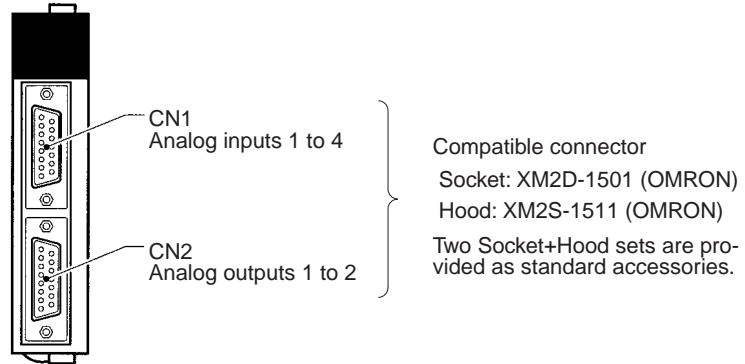 CN1
Analog inputs 1 to 4
CN2
Analog outputs 1 to 2
Compatible connector
Socket: XM2D-1501 (OMRON)
Hood: XM2S-1511 (OMRON)
Two Socket+Hood sets are pro-
vided as standard accessories.